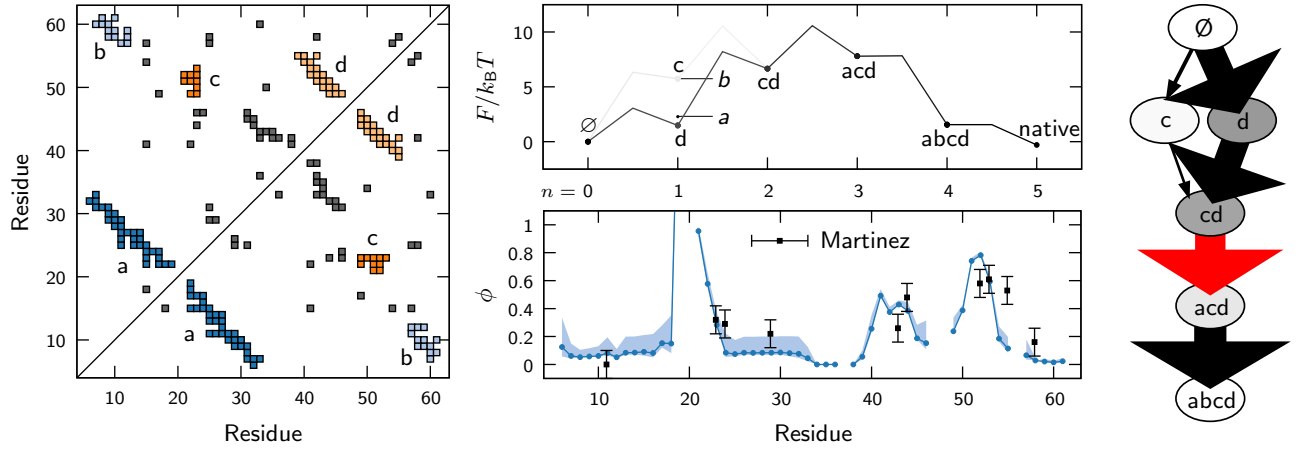 60
50
40
30
20
10
Residue
b
c
d
d
a
c
a
b
10
20
30
40
50
60
Residue
10
5
0
F/k_BT
∅
c
b
a
d
cd
acd
abcd
native
n = 0
1
2
3
4
5
1
0.8
0.6
0.4
0.2
0
ϕ
Martinez
10
20
30
40
50
60
Residue
∅
c
d
cd
acd
abcd